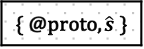 { @proto, ŝ }